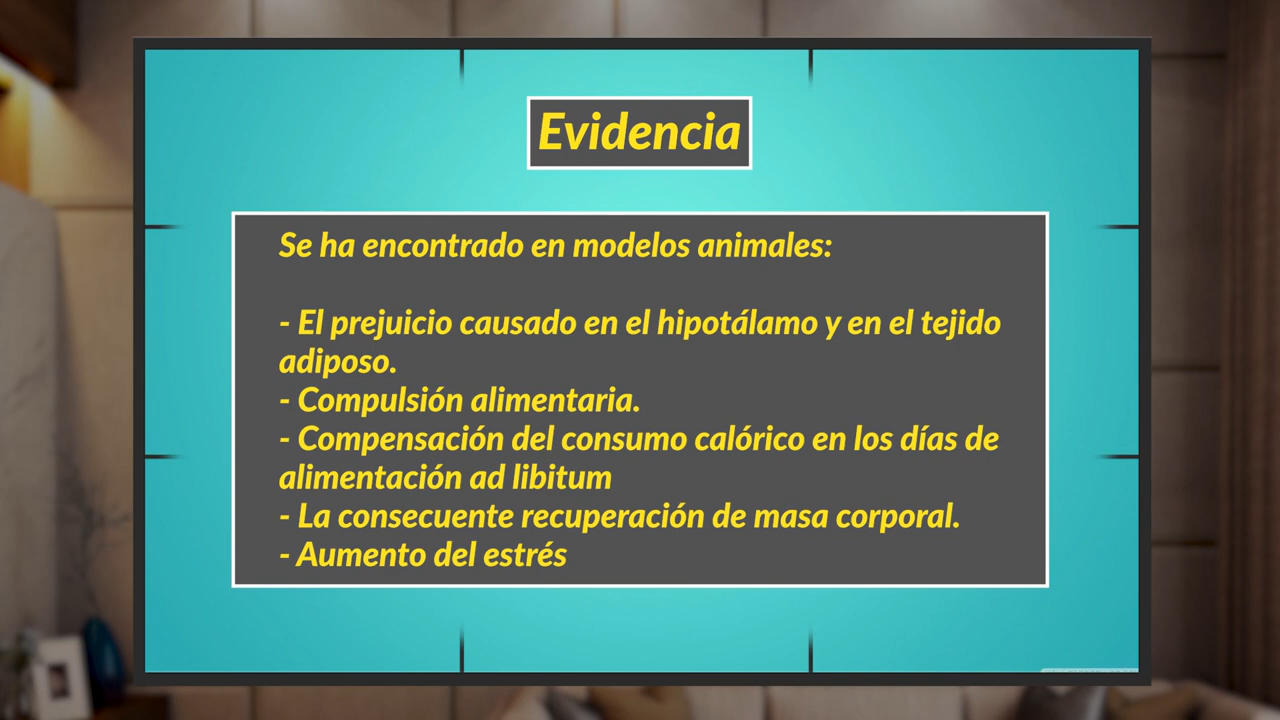 Evidencia
Se ha encontrado en modelos animales:
- El prejuicio causado en el hipotálamo y en el tejido
adiposo.
- Compulsión alimentaria.
- Compensación del consumo calórico en los días de
alimentación ad libitum
- La consecuente recuperación de masa corporal.
- Aumento del estrés